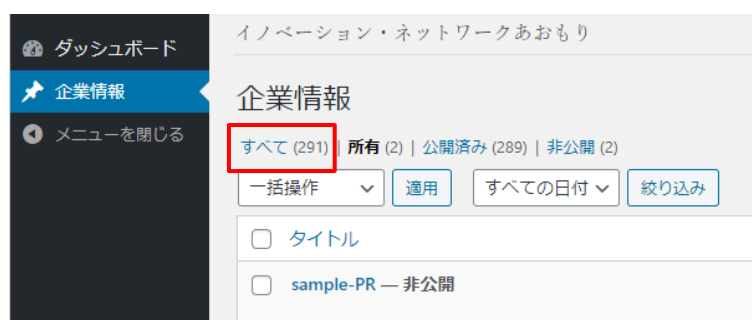 イノベーション・ネットワークあおもり
ダッシュボード
企業情報
メニューを閉じる
企業情報
すべて (291) | 所有 (2) | 公開済み (289) | 非公開 (2)
一括操作 適用 すべての日付 絞り込み
タイトル
sample-PR — 非公開